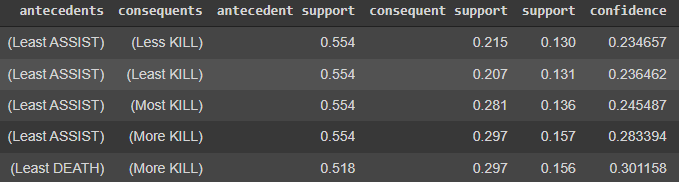 antecedents consequents antecedent support consequent support support confidence
(Least ASSIST) (Less KILL) 0.554 0.215 0.130 0.234657
(Least ASSIST) (Least KILL) 0.554 0.207 0.131 0.236462
(Least ASSIST) (Most KILL) 0.554 0.281 0.136 0.245487
(Least ASSIST) (More KILL) 0.554 0.297 0.157 0.283394
(Least DEATH) (More KILL) 0.518 0.297 0.156 0.301158